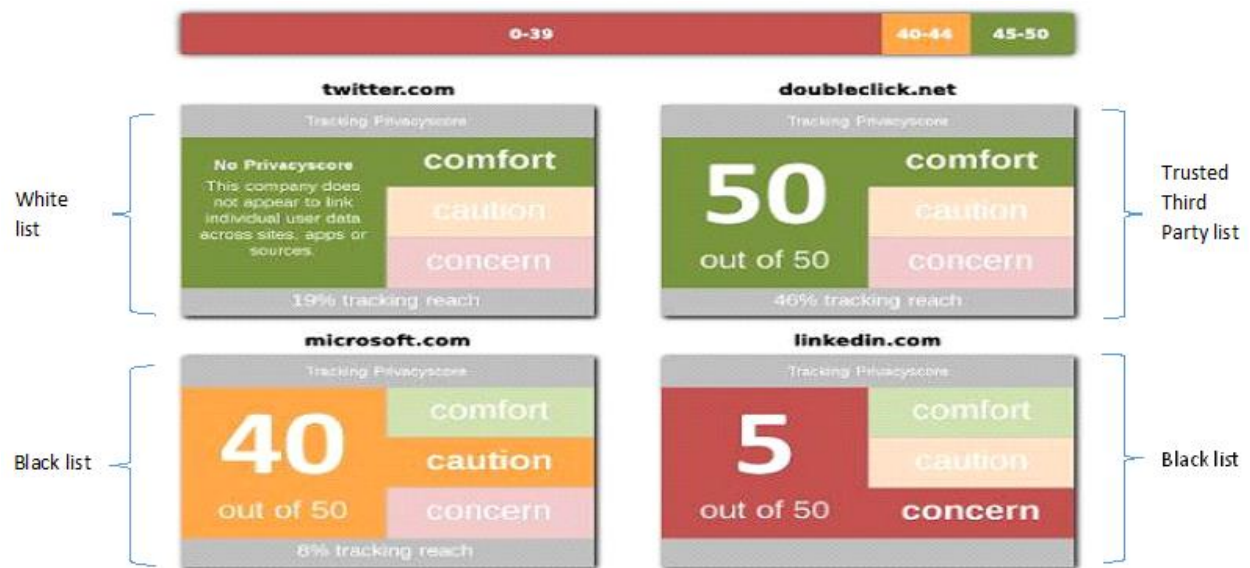 0-39 40-44 45-50
twitter.com
Tracking Privacyscore
No Privacyscore
This company does
not appear to link
individual user data
across sites, apps or
sources.
comfort
caution
concern
19% tracking reach
White
list
doubleclick.net
Tracking Privacyscore
50
out of 50
comfort
caution
concern
46% tracking reach
Trusted
Third
Party list
microsoft.com
Tracking Privacyscore
40
out of 50
comfort
caution
concern
8% tracking reach
Black list
linkedin.com
Tracking Privacyscore
5
out of 50
comfort
caution
concern
Black list